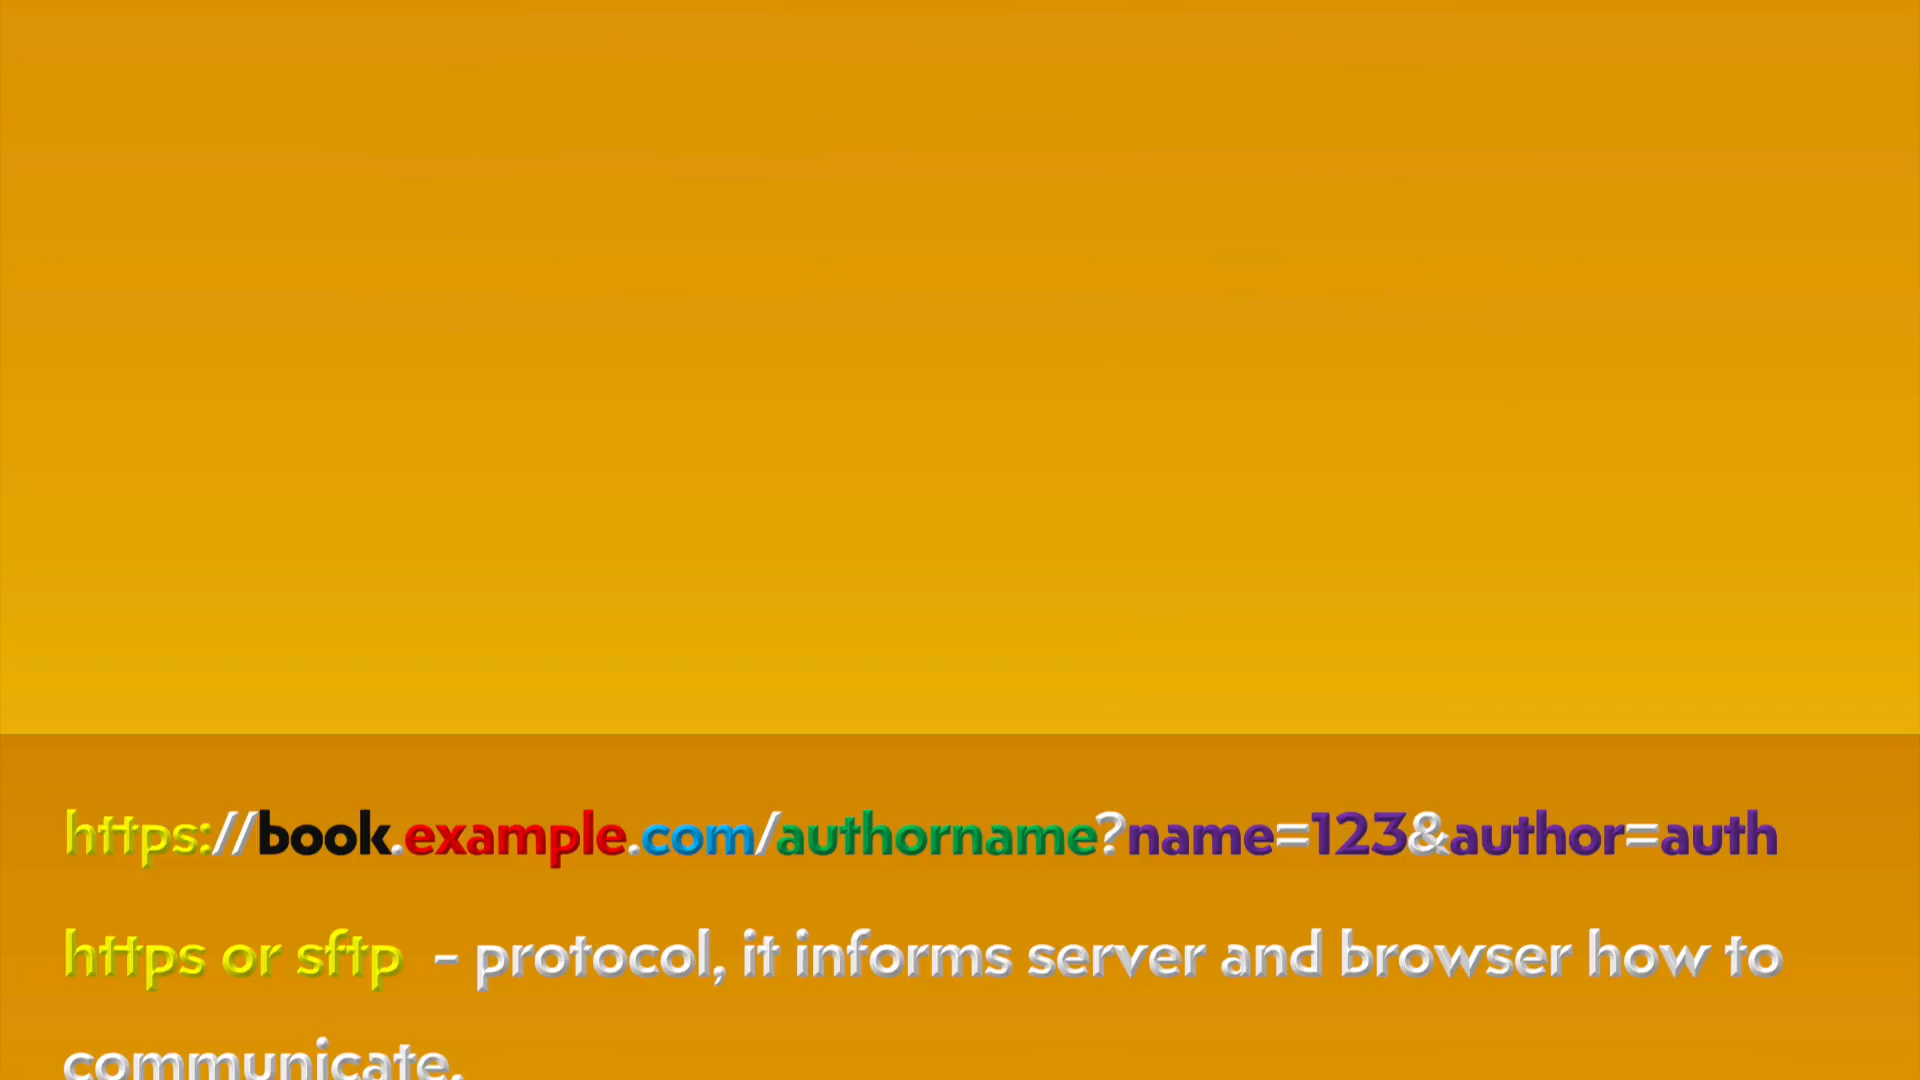 https://book.example.com/authorname?name=123&author=auth
https or sftp - protocol, it informs server and browser how to
communicate.